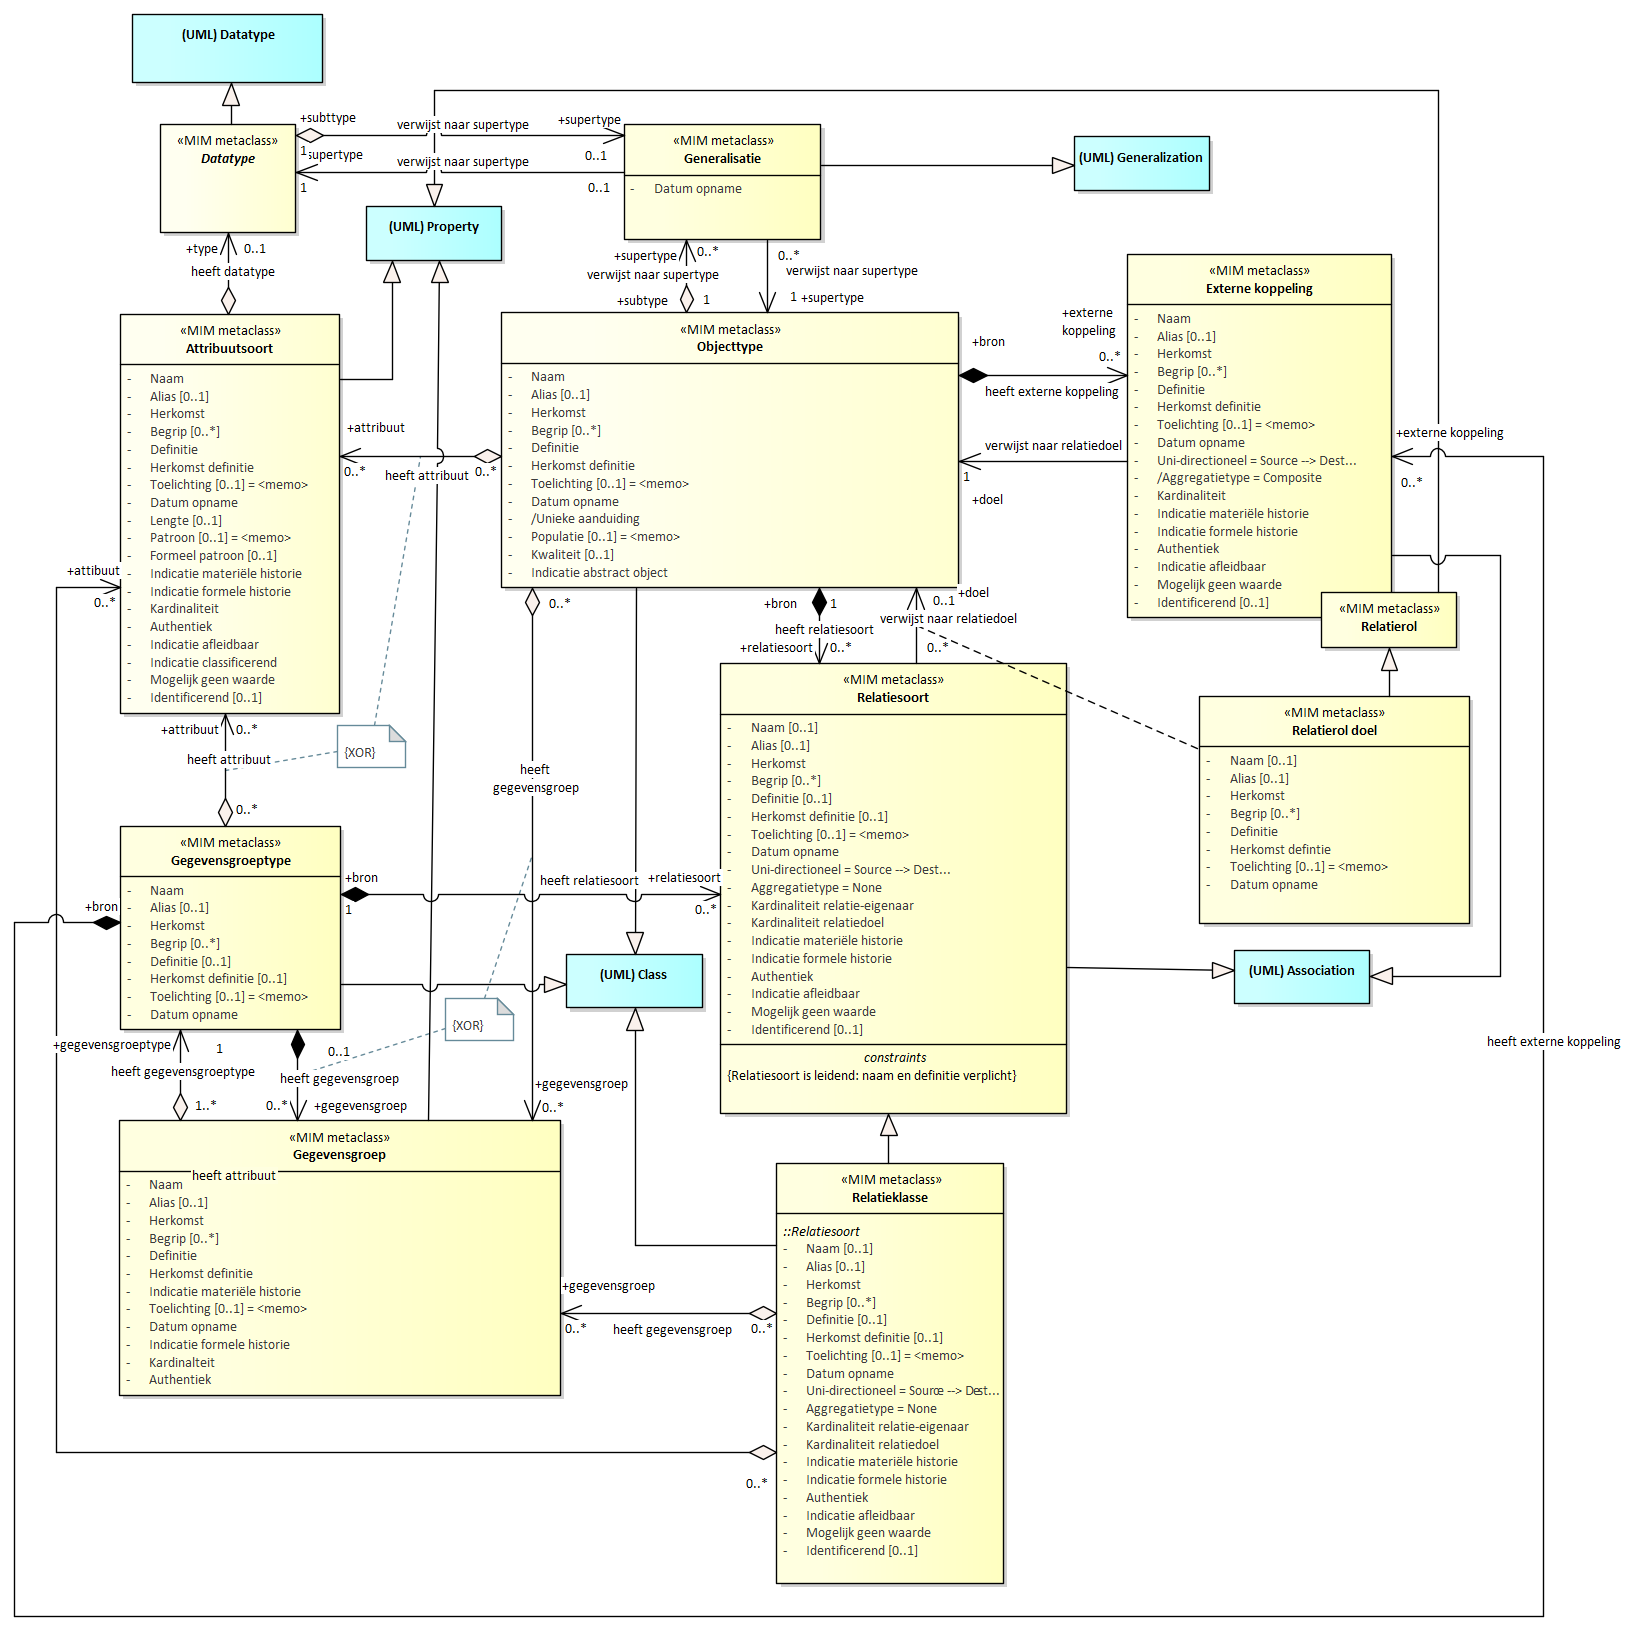 (UML) Datatype
«MIM metaclass»
Datatype
+subttype
1
verwijst naar supertype
+supertype
0..1
supertype
1
verwijst naar supertype
0..1
«MIM metaclass»
Generalisatie
- Datum opname
(UML) Generalization
(UML) Property
+type
0..1
heeft datatype
+supertype
0..*
verwijst naar supertype
+subtype
1
0..*
verwijst naar supertype
1
+supertype
«MIM metaclass»
Attribuutsoort
- Naam
- Alias [0..1]
- Herkomst
- Begrip [0..*]
- Definitie
- Herkomst definitie
- Toelichting [0..1] = <memo>
- Datum opname
- Lengte [0..1]
- Patroon [0..1] = <memo>
- Formeel patroon [0..1]
- Indicatie materiële historie
- Indicatie formele historie
- Kardinaliteit
- Authentiek
- Indicatie afleidbaar
- Indicatie classificerend
- Mogelijk geen waarde
- Identificerend [0..1]
«MIM metaclass»
Objecttype
- Naam
- Alias [0..1]
- Herkomst
- Begrip [0..*]
- Definitie
- Herkomst definitie
- Toelichting [0..1] = <memo>
- Datum opname
- /Unieke aanduiding
- Populatie [0..1] = <memo>
- Kwaliteit [0..1]
- Indicatie abstract object
«MIM metaclass»
Externe koppeling
- Naam
- Alias [0..1]
- Herkomst
- Begrip [0..*]
- Definitie
- Herkomst definitie
- Toelichting [0..1] = <memo>
- Datum opname
- Uni-directioneel = Source --> Dest...
- /Aggregatietype = Composite
- Kardinaliteit
- Indicatie materiële historie
- Indicatie formele historie
- Authentiek
- Indicatie afleidbaar
- Mogelijk geen waarde
- Identificerend [0..1]
+bron
+externe
koppeling
0..*
heeft externe koppeling
verwijst naar relatiedoel
1
+doel
+externe koppeling
0..*
+attribuut
0..*
heeft attribuut
0..*
+attibuut
0..*
«MIM metaclass»
Relatierol
0..*
+bron
1
heeft relatiesoort
+relatiesoort
0..*
0..1
+doel
verwijst naar relatiedoel
0..*
«MIM metaclass»
Relatiesoort
- Naam [0..1]
- Alias [0..1]
- Herkomst
- Begrip [0..*]
- Definitie [0..1]
- Herkomst definitie [0..1]
- Toelichting [0..1] = <memo>
- Datum opname
- Uni-directioneel = Source --> Dest...
- Aggregatietype = None
- Kardinaliteit relatie-eigenaar
- Kardinaliteit relatiedoel
- Indicatie materiële historie
- Indicatie formele historie
- Authentiek
- Indicatie afleidbaar
- Mogelijk geen waarde
- Identificerend [0..1]
constraints
{Relatiesoort is leidend: naam en definitie verplicht}
«MIM metaclass»
Relatierol doel
- Naam [0..1]
- Alias [0..1]
- Herkomst
- Begrip [0..*]
- Definitie
- Herkomst defintie
- Toelichting [0..1] = <memo>
- Datum opname
+attribuut
0..*
heeft attribuut
0..*
{XOR}
heeft
gegevensgroep
«MIM metaclass»
Gegevensgroeptype
- Naam
- Alias [0..1]
- Herkomst
- Begrip [0..*]
- Definitie [0..1]
- Herkomst definitie [0..1]
- Toelichting [0..1] = <memo>
- Datum opname
+bron
+bron
1
heeft relatiesoort
+relatiesoort
0..*
(UML) Class
(UML) Association
{XOR}
heeft externe koppeling
+gegevensgroeptype
1
heeft gegevensgroeptype
1..*
0..1
heeft gegevensgroep
0..*
+gegevensgroep
+gegevensgroep
0..*
«MIM metaclass»
Gegevensgroep
heeft attribuut
- Naam
- Alias [0..1]
- Herkomst
- Begrip [0..*]
- Definitie
- Herkomst definitie
- Indicatie materiële historie
- Toelichting [0..1] = <memo>
- Datum opname
- Indicatie formele historie
- Kardinalteit
- Authentiek
+gegevensgroep
0..*
heeft gegevensgroep
0..*
0..*
«MIM metaclass»
Relatieklasse
::Relatiesoort
- Naam [0..1]
- Alias [0..1]
- Herkomst
- Begrip [0..*]
- Definitie [0..1]
- Herkomst definitie [0..1]
- Toelichting [0..1] = <memo>
- Datum opname
- Uni-directioneel = Source --> Dest...
- Aggregatietype = None
- Kardinaliteit relatie-eigenaar
- Kardinaliteit relatiedoel
- Indicatie materiële historie
- Indicatie formele historie
- Authentiek
- Indicatie afleidbaar
- Mogelijk geen waarde
- Identificerend [0..1]